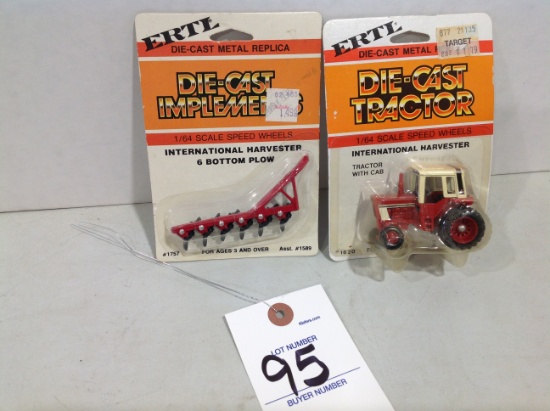 ERTL
DIE-CAST METAL REPLICA
DIE-CAST
IMPLEMENTS
1.49
1/64 SCALE SPEED WHEELS
INTERNATIONAL HARVESTER
6 BOTTOM PLOW
#1757 FOR AGES 3 AND OVER Asst. #1589
ERTL
DIE-CAST METAL
TARGET
DIE-CAST
TRACTOR
1/64 SCALE SPEED WHEELS
INTERNATIONAL HARVESTER
TRACTOR
WITH CAB
LOT NUMBER
95
BUYER NUMBER